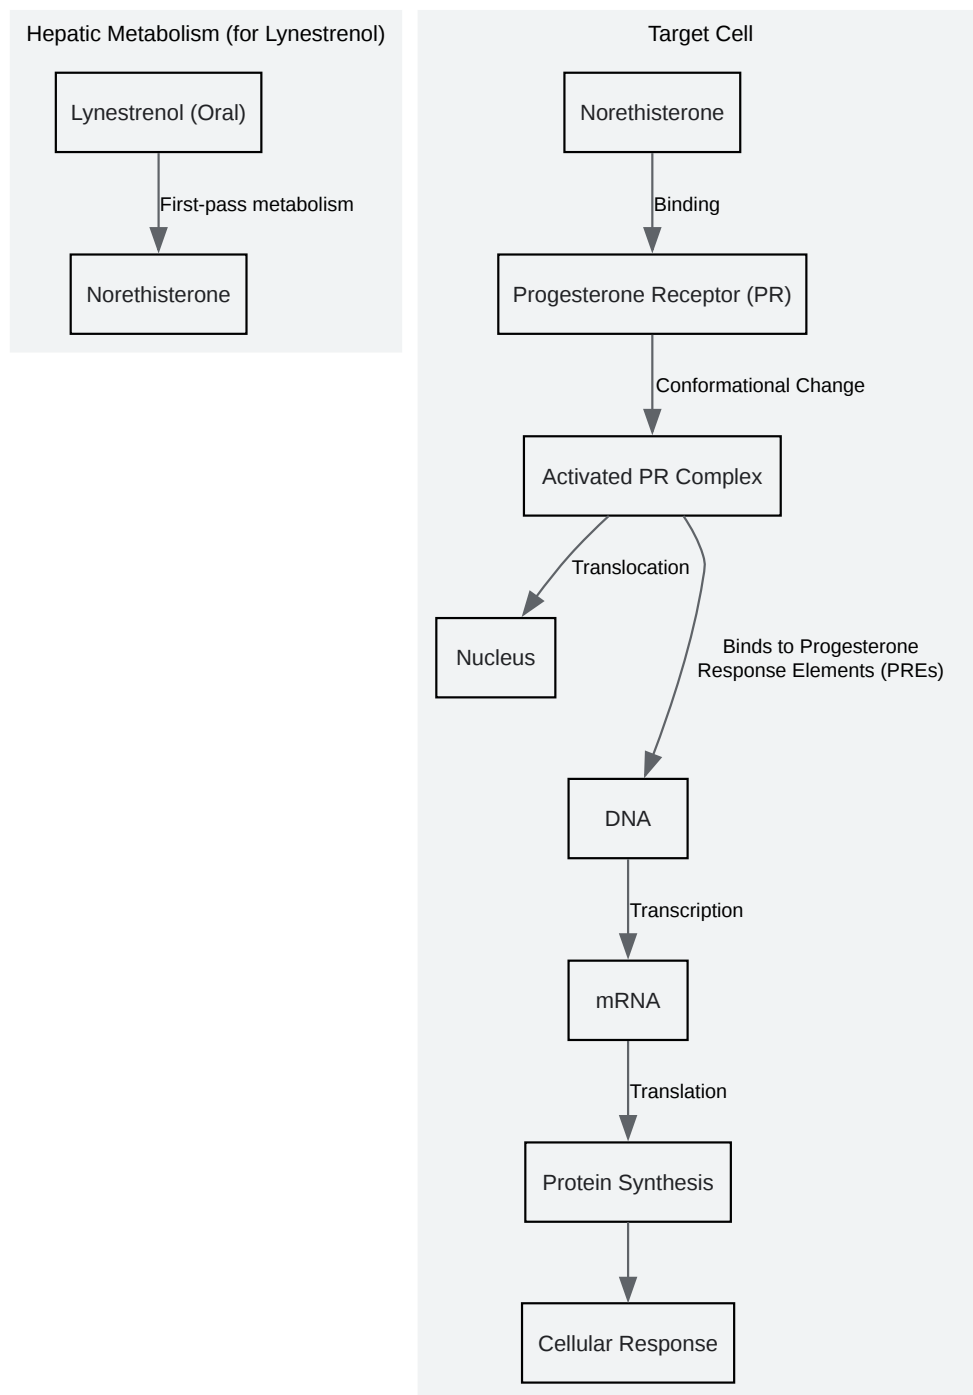 Hepatic Metabolism (for Lynestrenol)
Lynestrenol (Oral)
First-pass metabolism
Norethisterone
Target Cell
Norethisterone
Binding
Progesterone Receptor (PR)
Conformational Change
Activated PR Complex
Translocation
Nucleus
Binds to Progesterone
Response Elements (PREs)
DNA
Transcription
mRNA
Translation
Protein Synthesis
Cellular Response